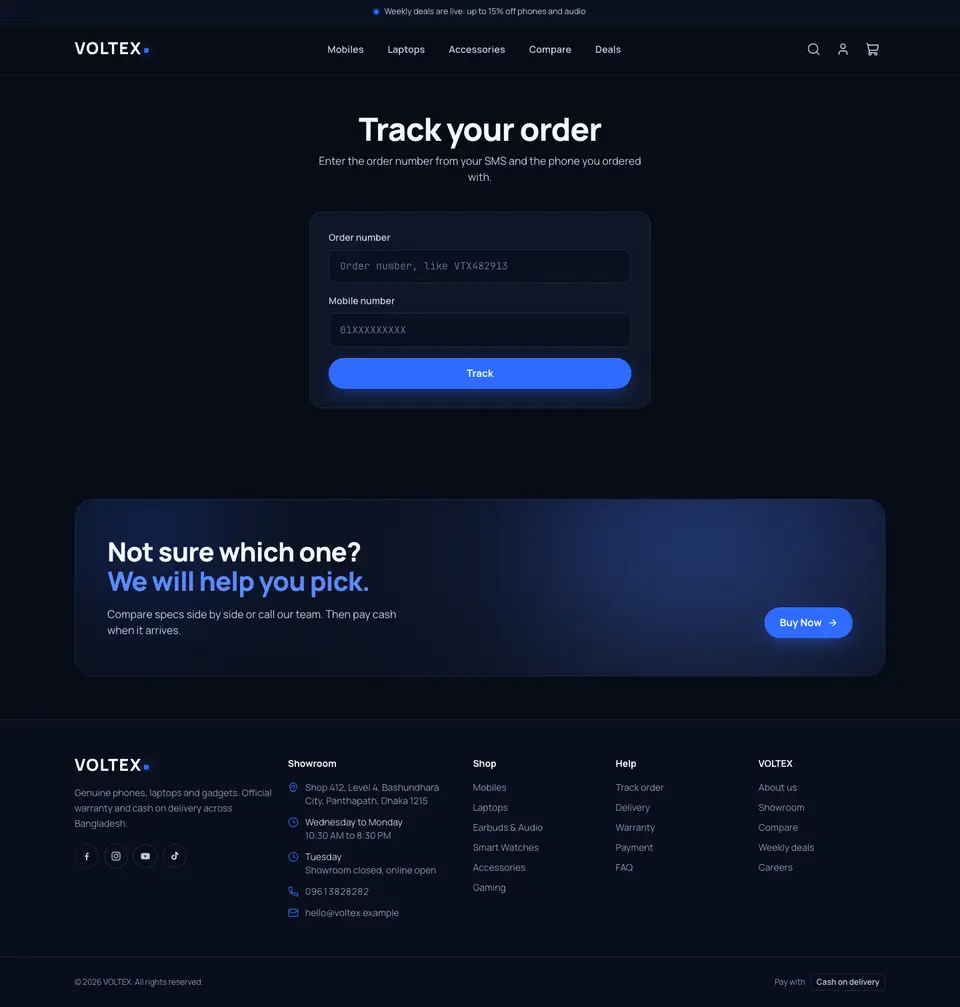 Weekly deals are live: up to 15% off phones and audio
VOLTEX
Mobiles Laptops Accessories Compare Deals
Track your order
Enter the order number from your SMS and the phone you ordered
with.
Order number
Order number, like VTX482913
Mobile number
01XXXXXXXXX
Track
Not sure which one?
We will help you pick.
Compare specs side by side or call our team. Then pay cash
when it arrives.
Buy Now
VOLTEX
Genuine phones, laptops and gadgets. Official
warranty and cash on delivery across
Bangladesh.
Showroom
Shop 412, Level 4, Bashundhara
City, Panthapath, Dhaka 1215
Wednesday to Monday
10:30 AM to 8:30 PM
Tuesday
Showroom closed, online open
09613828282
hello@voltex.example
Shop
Mobiles
Laptops
Earbuds & Audio
Smart Watches
Accessories
Gaming
Help
Track order
Delivery
Warranty
Payment
FAQ
VOLTEX
About us
Showroom
Compare
Weekly deals
Careers
© 2026 VOLTEX. All rights reserved.
Pay with Cash on delivery